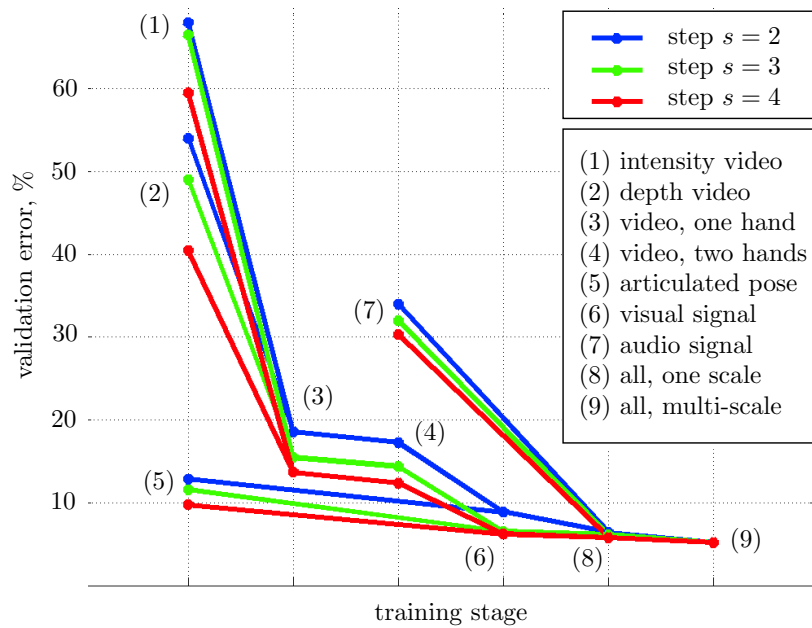 validation error, %
60
50
40
30
20
10
training stage
(1)
(2)
(3)
(4)
(5)
(6)
(7)
(8)
(9)
step s = 2
step s = 3
step s = 4
(1) intensity video
(2) depth video
(3) video, one hand
(4) video, two hands
(5) articulated pose
(6) visual signal
(7) audio signal
(8) all, one scale
(9) all, multi-scale